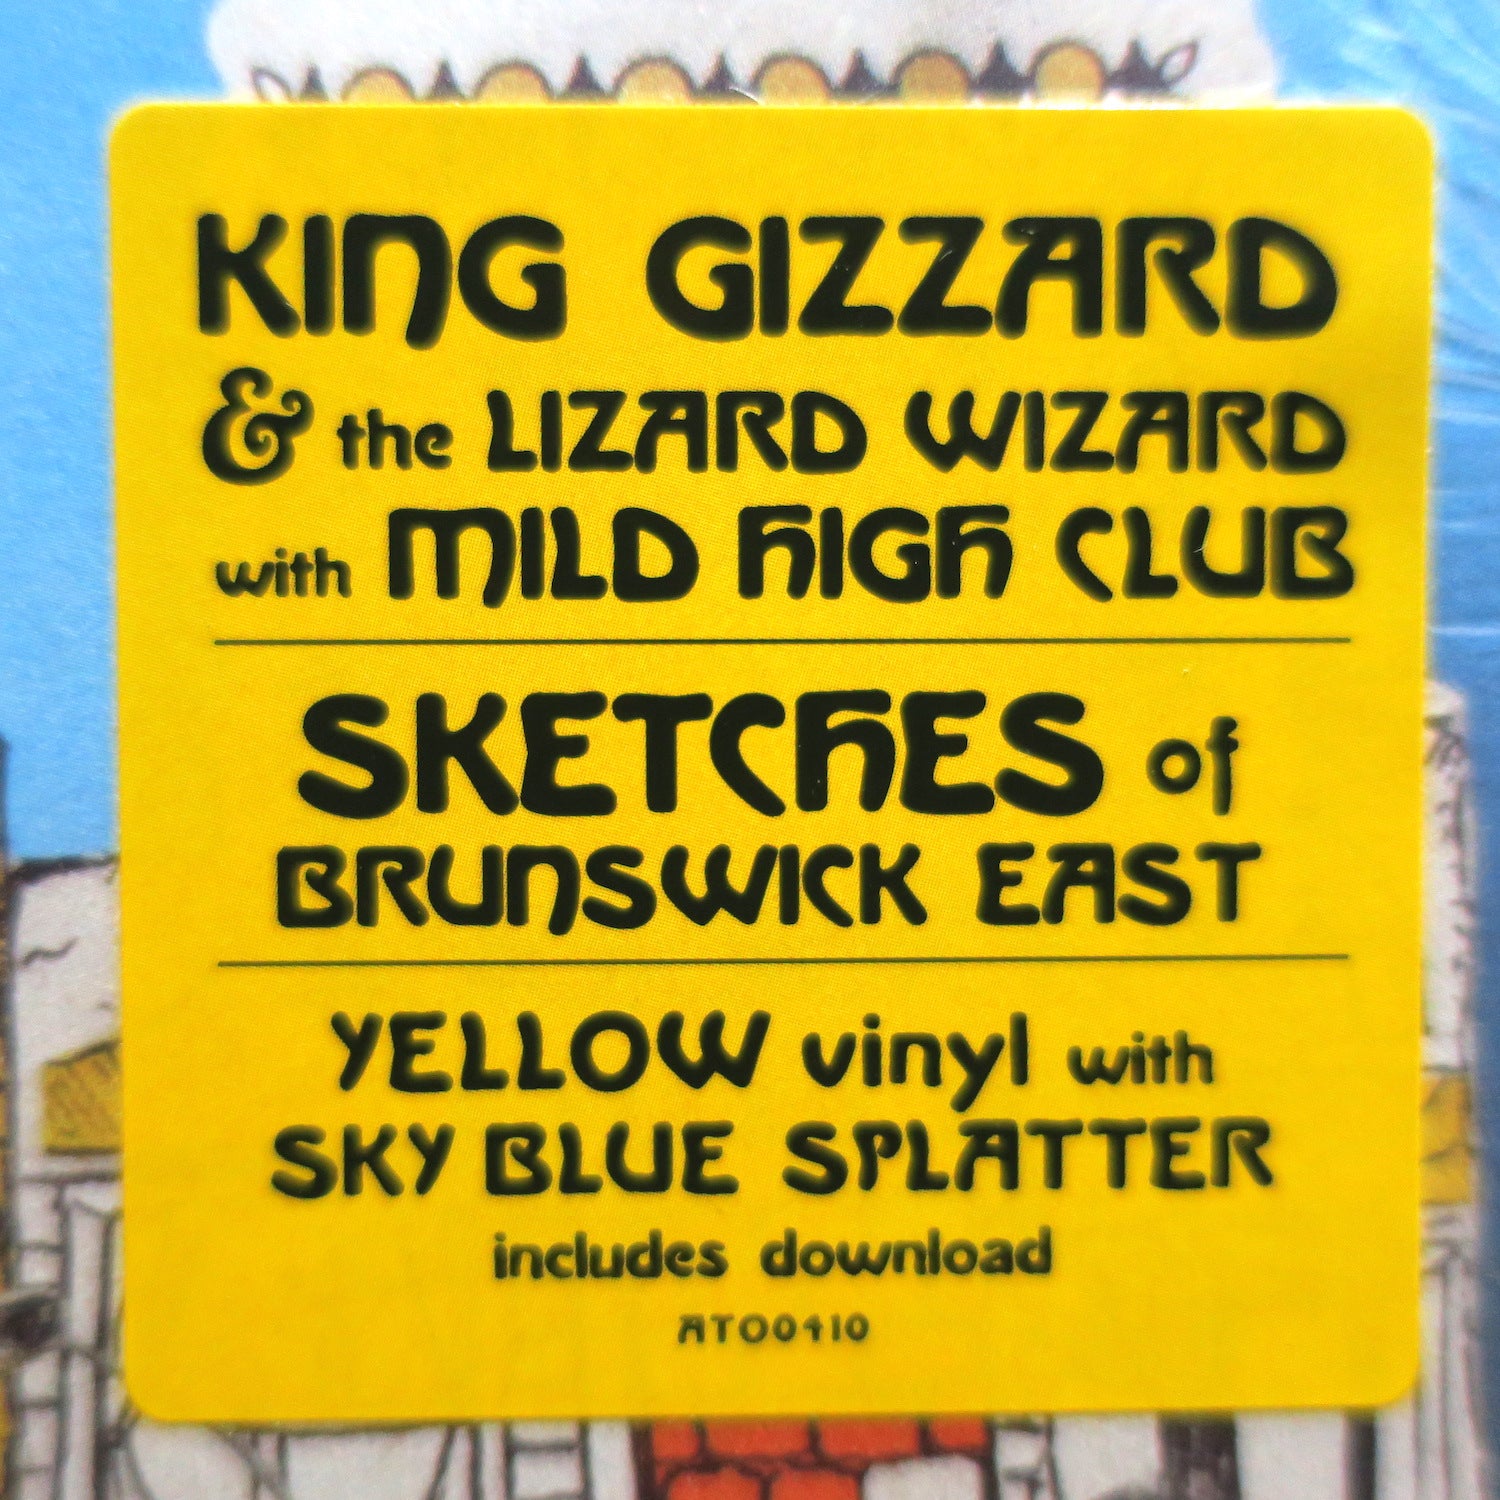 KING GIZZARD
& the LIZARD WIZARD
with MILD HIGH CLUB
SKETCHES of
BRUNSWICK EAST
YELLOW vinyl with
SKY BLUE SPLATTER
includes download
ATO0410